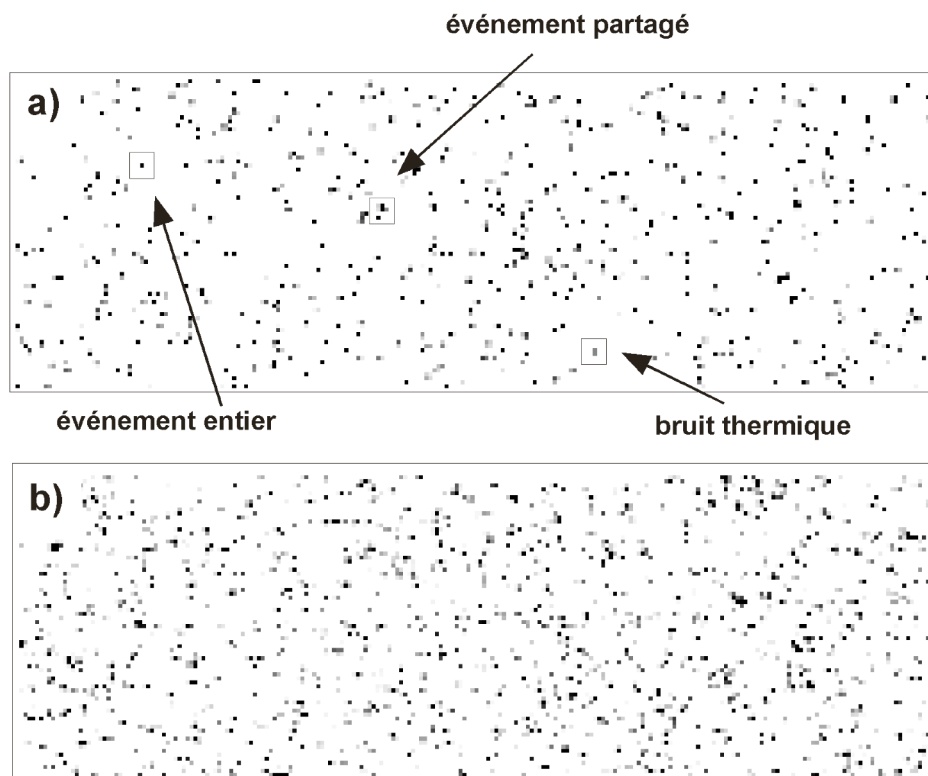 événement partagé
a)
événement entier
bruit thermique
b)